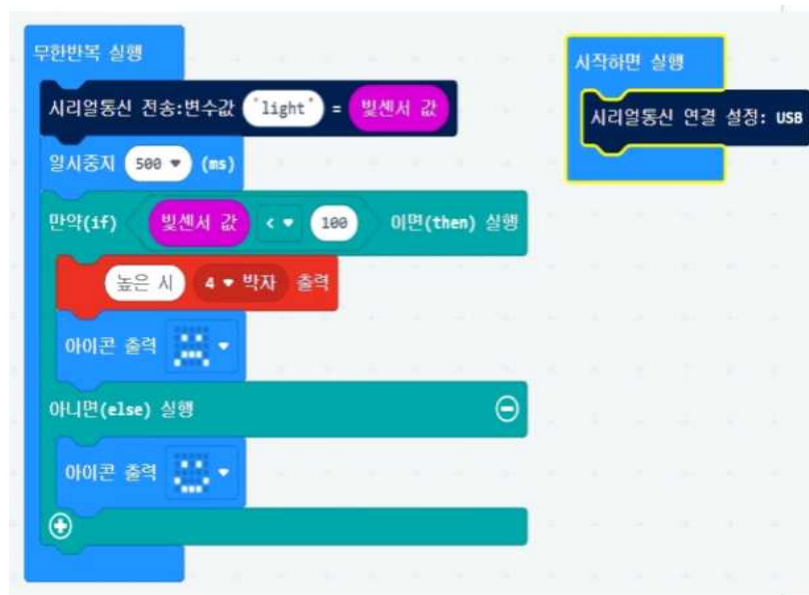 무한반복 실행
시리얼통신 전송:변수값 "light" = 빛센서 값
일시중지 500 (ms)
만약(if) 빛센서 값 < 100 이면(then) 실행
높은 시 4 박자 출력
아이콘 출력
아니면(else) 실행
아이콘 출력
시작하면 실행
시리얼통신 연결 설정: USB